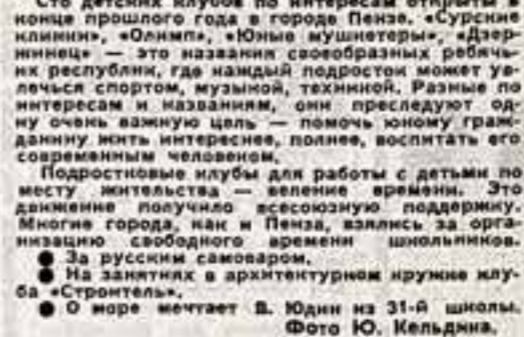 Сто детских клубов по интересам открыты в
конце прошлого года в городе Пензе. «Сурские
клинки», «Олимп», «Юные мушкетеры», «Дзер-
жинец» — это названия своеобразных ребячь-
их республик, где каждый подросток может ув-
лечься спортом, музыкой, техникой. Разные по
интересам и названиям, они преследуют од-
ну очень важную цель — помочь юному граж-
данину жить интереснее, полнее, воспитать его
современным человеком.
Подростковые клубы для работы с детьми по
месту жительства — веление времени. Это
движение получило всесоюзную поддержку.
Многие города, как и Пенза, взялись за орга-
низацию свободного времени школьников.
● За русским самоваром.
● На занятиях в архитектурном кружке клу-
ба «Строитель».
● О море мечтает В. Юдин из 31-й школы.
Фото Ю. Кельдина.